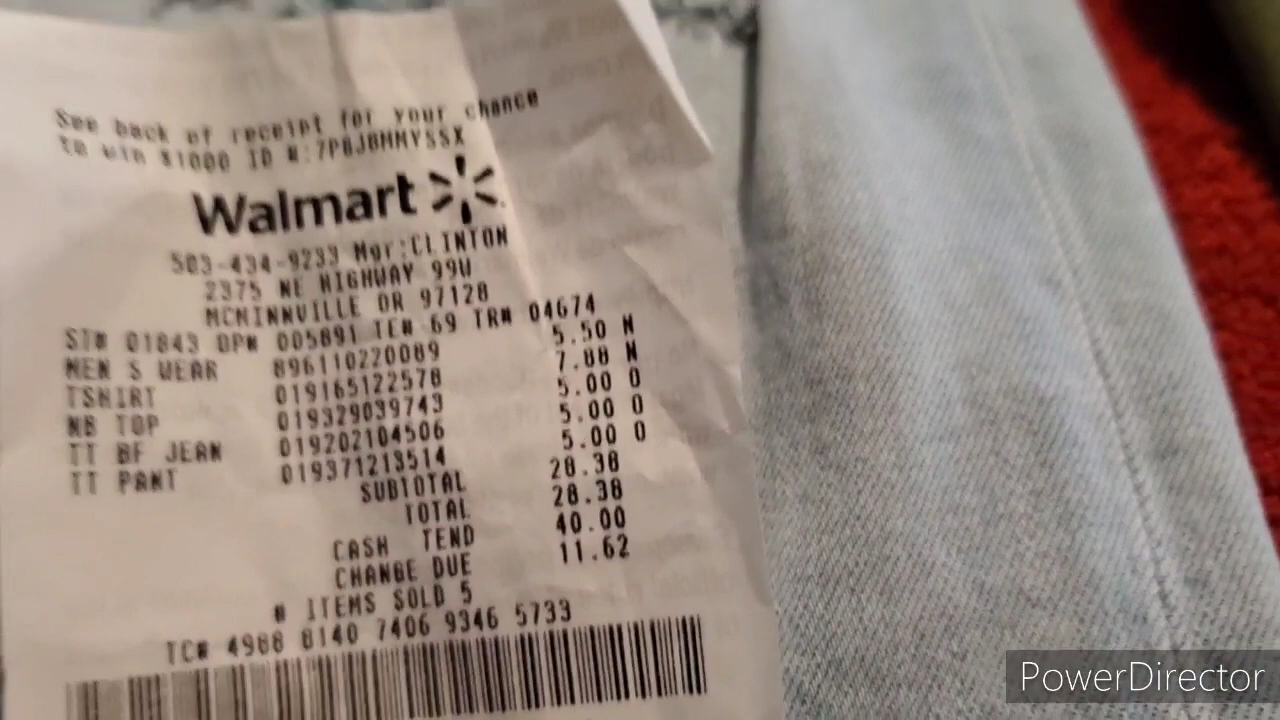 See back of receipt for your chance
to win $1000 ID #:7P8J8MMYSSX
Walmart
503-434-9233 Mgr:CLINTON
2375 NE HIGHWAY 99W
MCMINNVILLE OR 97128
ST# 01843 OP# 005891 TE# 69 TR# 04674
MEN S WEAR 896110220089 5.50 N
TSHIRT 019165122578 7.88 N
NB TOP 019329039743 5.00 O
TT BF JEAN 019202104506 5.00 O
TT PANT 019371213514 5.00 O
SUBTOTAL 28.38
TOTAL 28.38
CASH TEND 40.00
CHANGE DUE 11.62
# ITEMS SOLD 5
TC# 4988 8140 7406 9346 5733
PowerDirector